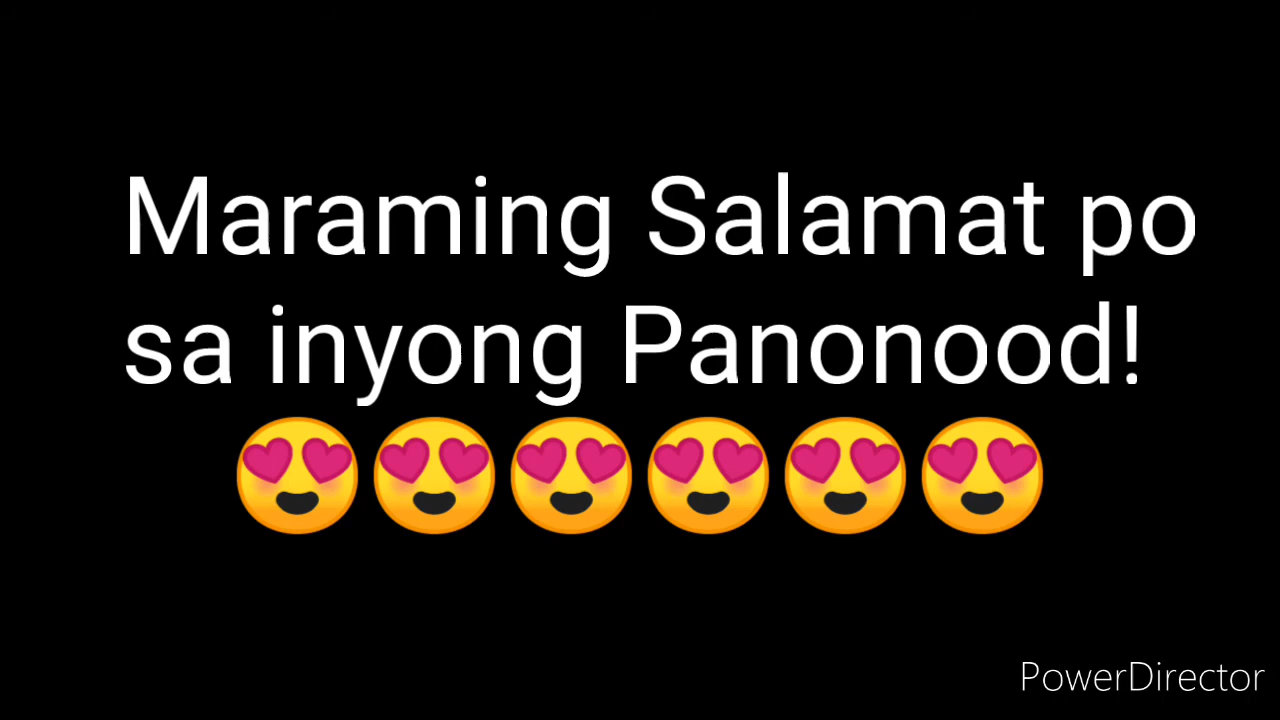 Maraming Salamat po
sa inyong Panonood!
😍😍😍😍😍😍
PowerDirector